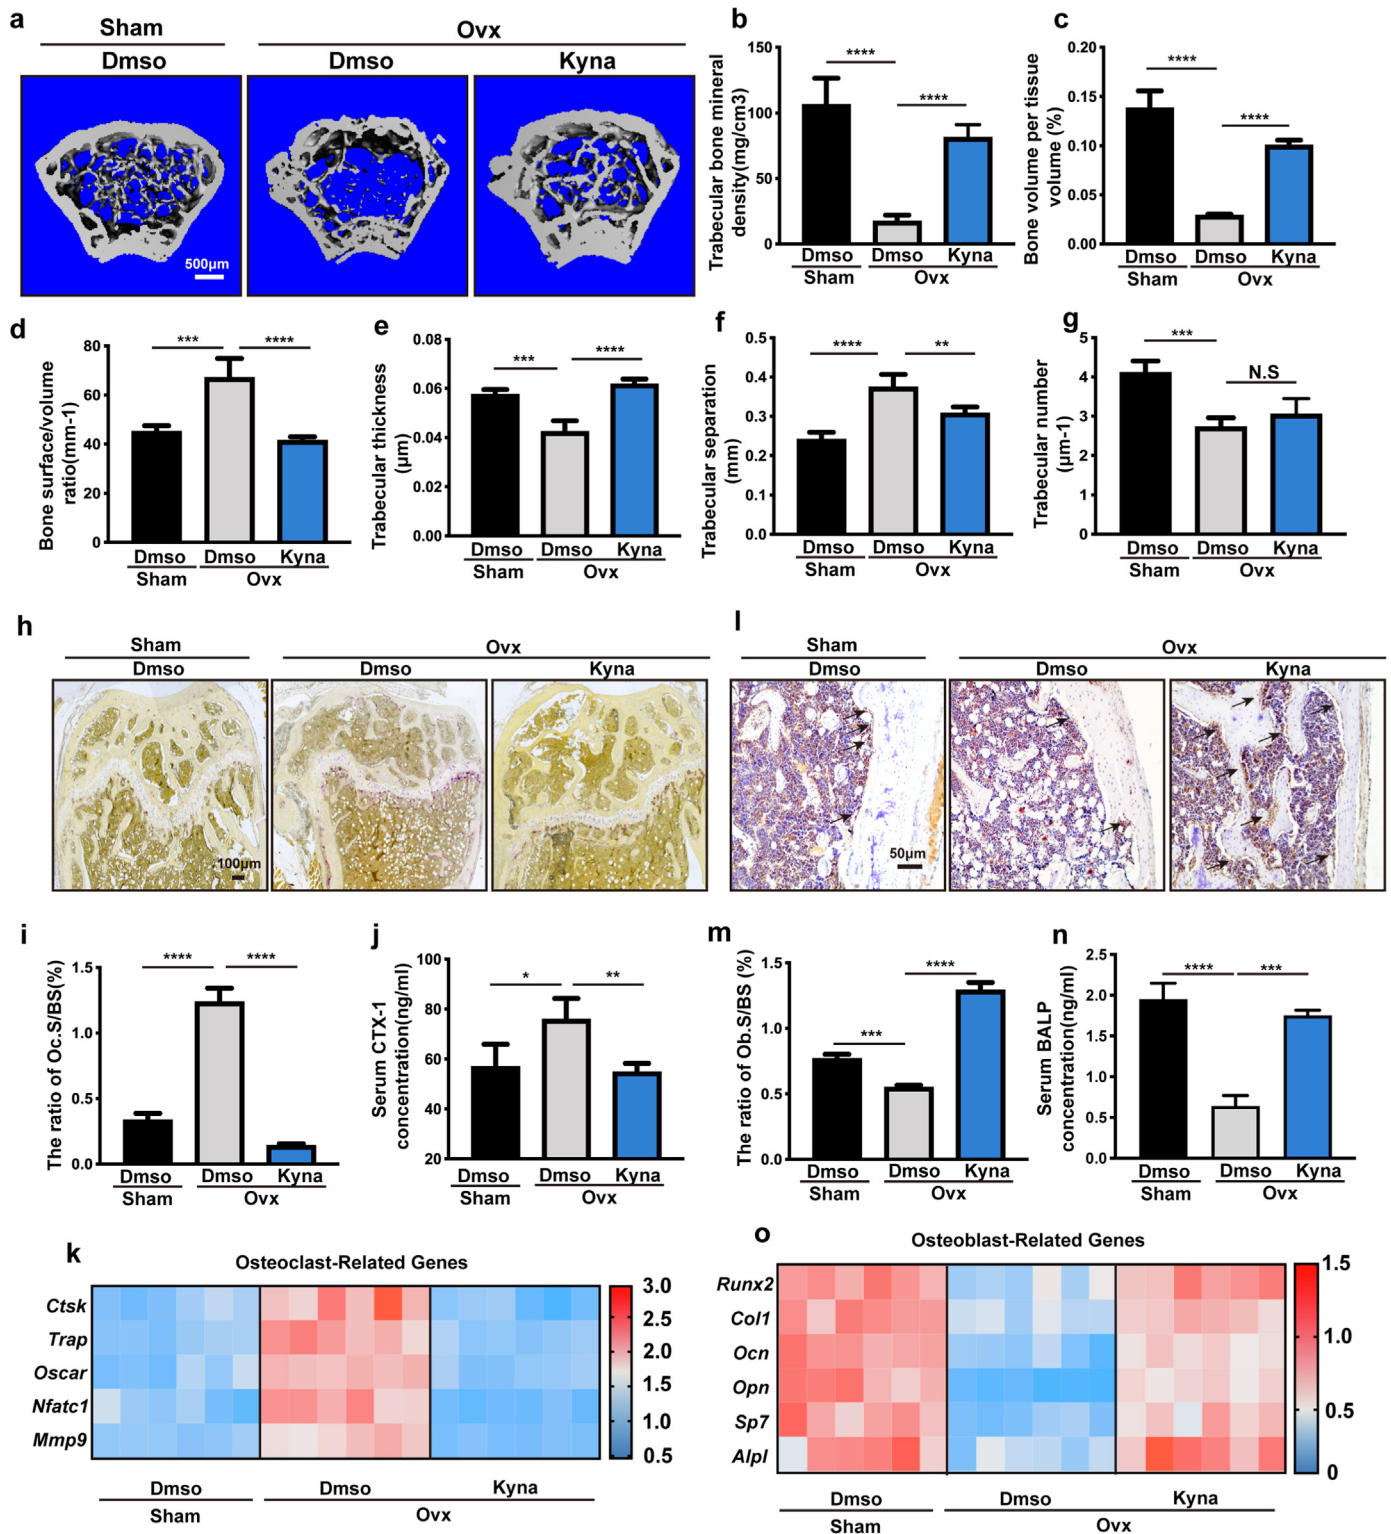 a
Sham
Ovx
Dmso
Dmso
Kyna
500μm
b
Trabecular bone mineral
density(mg/cm3)
150
100
50
0
****
****
Dmso Dmso Kyna
Sham Ovx
c
Bone volume per tissue
volume (%)
0.20
0.15
0.10
0.05
0.00
****
****
Dmso Dmso Kyna
Sham Ovx
d
Bone surface/volume
ratio(mm-1)
80
60
40
20
0
*** ****
Dmso Dmso Kyna
Sham Ovx
e
Trabecular thickness
(μm)
0.08
0.06
0.04
0.02
0.00
*** ****
Dmso Dmso Kyna
Sham Ovx
f
Trabecular separation
(mm)
0.5
0.4
0.3
0.2
0.1
0.0
**** **
Dmso Dmso Kyna
Sham Ovx
g
Trabecular number
(μm-1)
5
4
3
2
1
0
***
N.S
Dmso Dmso Kyna
Sham Ovx
h
Sham
Ovx
Dmso
Dmso
Kyna
100μm
l
Sham
Ovx
Dmso
Dmso
Kyna
50μm
i
The ratio of Oc.S/BS(%)
1.5
1.0
0.5
0.0
**** ****
Dmso Dmso Kyna
Sham Ovx
j
Serum CTX-1
concentration(ng/ml)
100
80
60
40
20
* **
Dmso Dmso Kyna
Sham Ovx
m
The ratio of Ob.S/BS (%)
1.5
1.0
0.5
0.0
****
***
Dmso Dmso Kyna
Sham Ovx
n
Serum BALP
concentration(ng/ml)
2.5
2.0
1.5
1.0
0.5
0.0
**** ***
Dmso Dmso Kyna
Sham Ovx
k
Osteoclast-Related Genes
Ctsk
Trap
Oscar
Nfatc1
Mmp9
3.0
2.5
2.0
1.5
1.0
0.5
Dmso Dmso Kyna
Sham Ovx
o
Osteoblast-Related Genes
Runx2
Col1
Ocn
Opn
Sp7
Alpl
1.5
1.0
0.5
0
Dmso Dmso Kyna
Sham Ovx